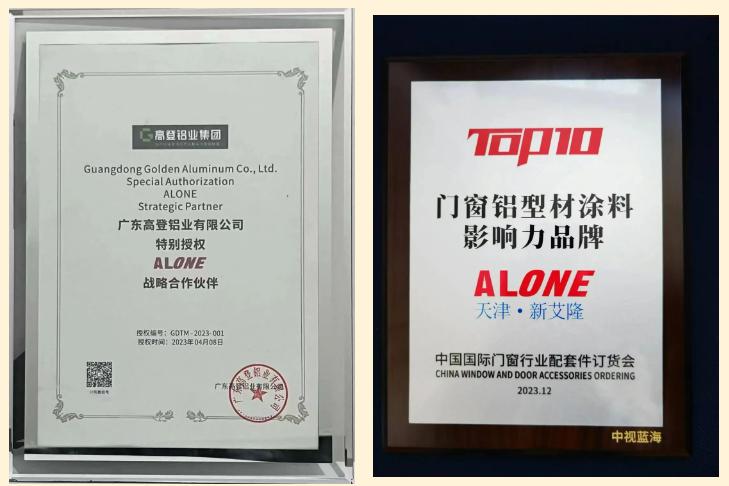 高登铝业集团
Guangdong Golden Aluminum Co., Ltd.
Special Authorization
ALONE
Strategic Partner
广东高登铝业有限公司
特别授权
ALONE
战略合作伙伴
授权编号：GDTM-2023-001
授权时间：2023年04月08日
广东高登铝业有限公司
TOP10
门窗铝型材涂料
影响力品牌
ALONE
天津·新艾隆
中国国际门窗行业配套件订货会
CHINA WINDOW AND DOOR ACCESSORIES ORDERING
2023.12
中视蓝海